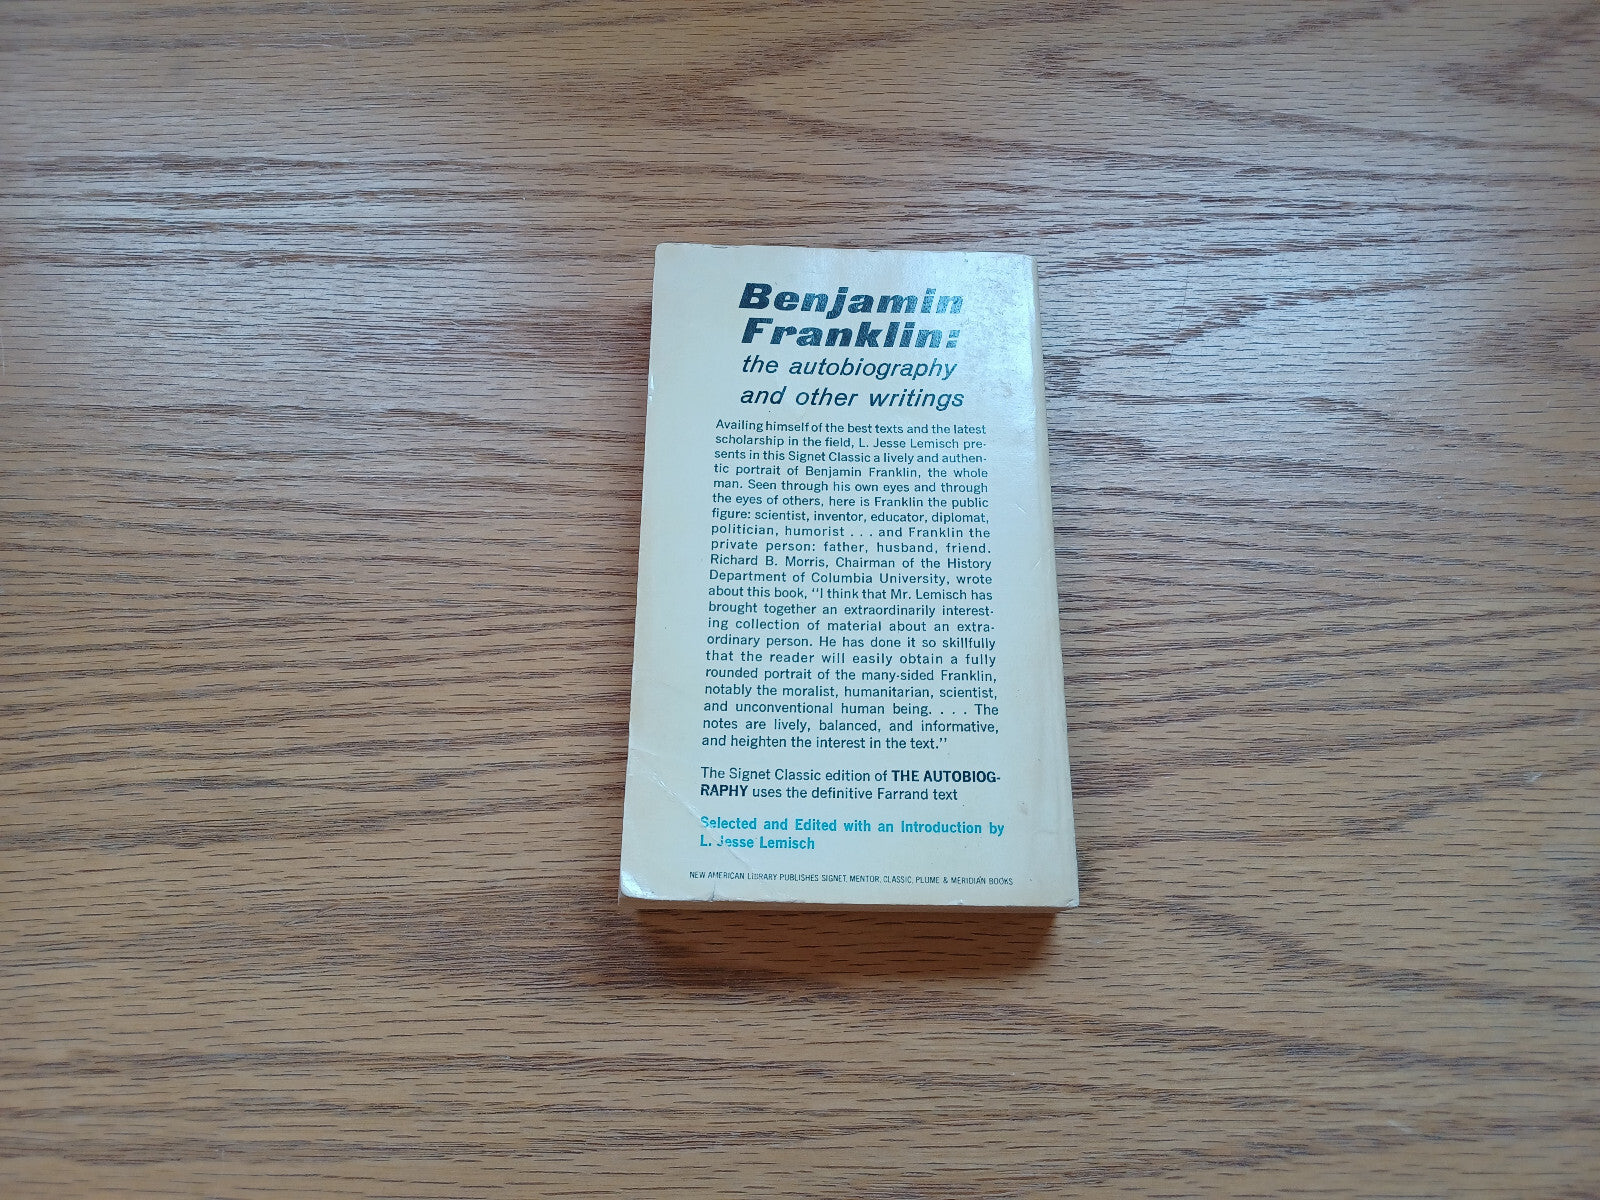 Benjamin
Franklin:
the autobiography
and other writings
Availing himself of the best texts and the latest
scholarship in the field, L. Jesse Lemisch pre-
sents in this Signet Classic a lively and authen-
tic portrait of Benjamin Franklin, the whole
man. Seen through his own eyes and through
the eyes of others, here is Franklin the public
figure: scientist, inventor, educator, diplomat,
politician, humorist . . . and Franklin the
private person: father, husband, friend.
Richard B. Morris, Chairman of the History
Department of Columbia University, wrote
about this book, "I think that Mr. Lemisch has
brought together an extraordinarily interest-
ing collection of material about an extra-
ordinary person. He has done it so skillfully
that the reader will easily obtain a fully
rounded portrait of the many-sided Franklin,
notably the moralist, humanitarian, scientist,
and unconventional human being. . . . The
notes are lively, balanced, and informative,
and heighten the interest in the text."
The Signet Classic edition of THE AUTOBIOG-
RAPHY uses the definitive Farrand text
Selected and Edited with an Introduction by
L. Jesse Lemisch
NEW AMERICAN LIBRARY PUBLISHES SIGNET, MENTOR, CLASSIC, PLUME & MERIDIAN BOOKS